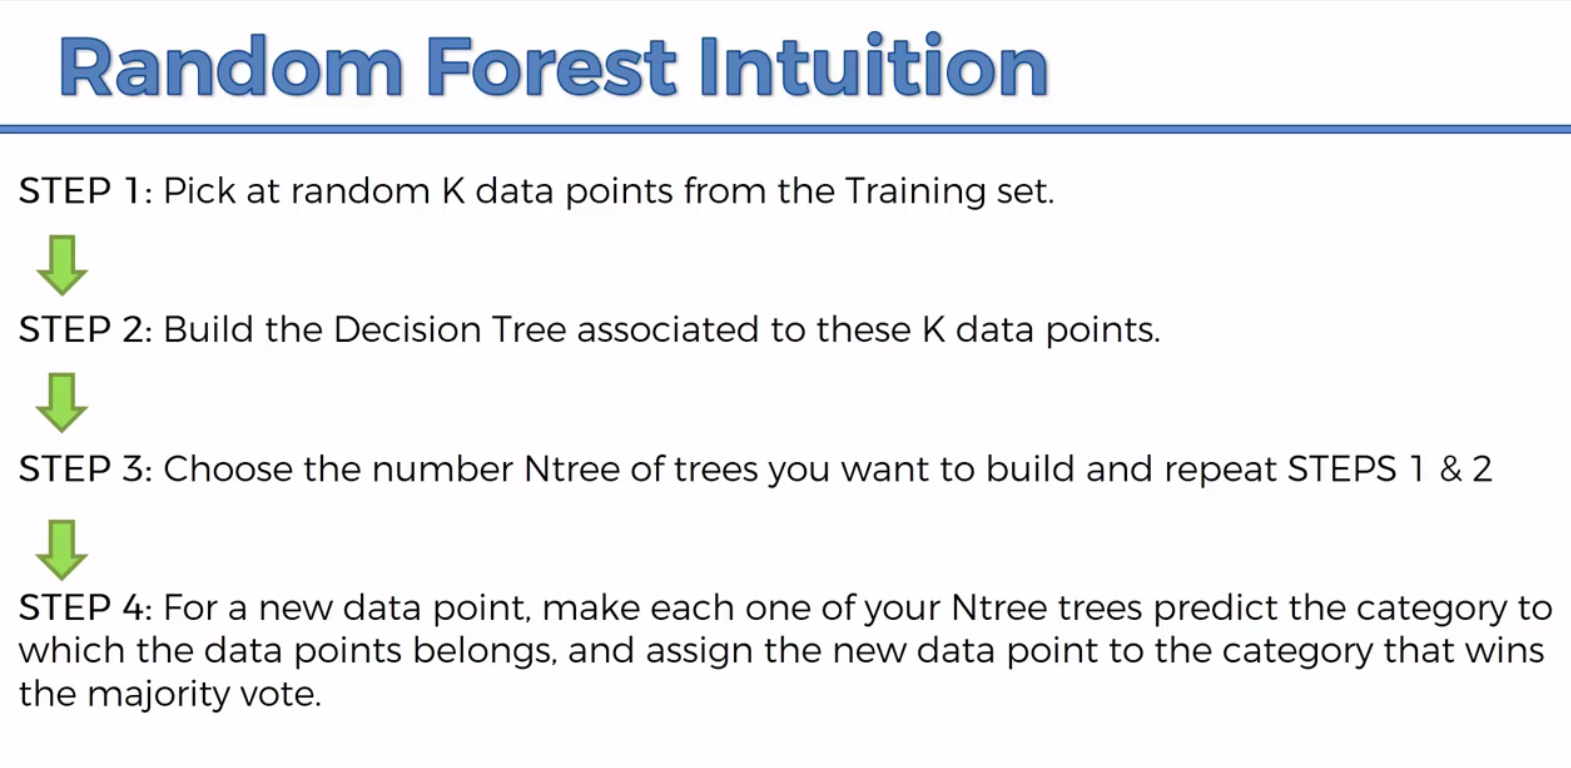 Random Forest Intuition
STEP 1: Pick at random K data points from the Training set.
STEP 2: Build the Decision Tree associated to these K data points.
STEP 3: Choose the number Ntree of trees you want to build and repeat STEPS 1 & 2
STEP 4: For a new data point, make each one of your Ntree trees predict the category to
which the data points belongs, and assign the new data point to the category that wins
the majority vote.